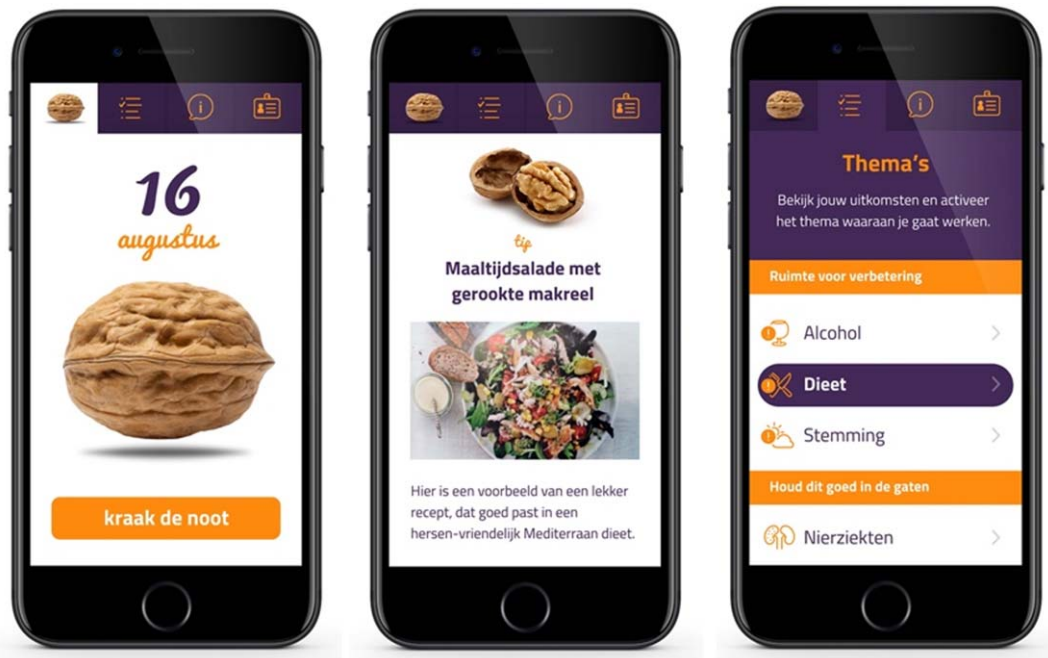 16
augustus
kraak de noot
tip
Maaltijdsalade met
gerookte makreel
Hier is een voorbeeld van een lekker
recept, dat goed past in een
hersen-vriendelijk Mediterraan dieet.
Thema's
Bekijk jouw uitkomsten en activeer
het thema waaraan je gaat werken.
Ruimte voor verbetering
Alcohol
Dieet
Stemming
Houd dit goed in de gaten
Nierziekten